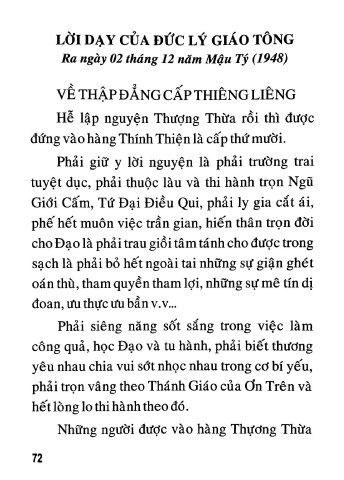 LỜI DẠY CỦA ĐỨC LÝ GIÁO TÔNG
Ra ngày 02 tháng 12 năm Mậu Tý (1948)
VỀ THẬP ĐẲNG CẤP THIÊNG LIÊNG
Hễ lập nguyện Thượng Thừa rồi thì được
đứng vào hàng Thính Thiện là cấp thứ mười.
Phải giữ y lời nguyện là phải trường trai
tuyệt dục, phải thuộc làu và thi hành trọn Ngũ
Giới Cấm, Tứ Đại Điều Qui, phải ly gia cắt ái,
phế hết muôn việc trần gian, hiến thân trọn đời
cho Đạo là phải trau giồi tâm tánh cho được trong
sạch là phải bỏ hết ngoài tai những sự giận ghét
oán thù, tham quyền tham lợi, những sự mê tín dị
đoan, ưu thực ưu bần v.v...
Phải siêng năng sốt sắng trong việc làm
công quả, học Đạo và tu hành, phải biết thương
yêu nhau chia vui sớt nhọc nhau trong cơ bí yếu,
phải trọn vâng theo Thánh Giáo của Ơn Trên và
hết lòng lo thi hành theo đó.
Những người được vào hàng Thượng Thừa
72